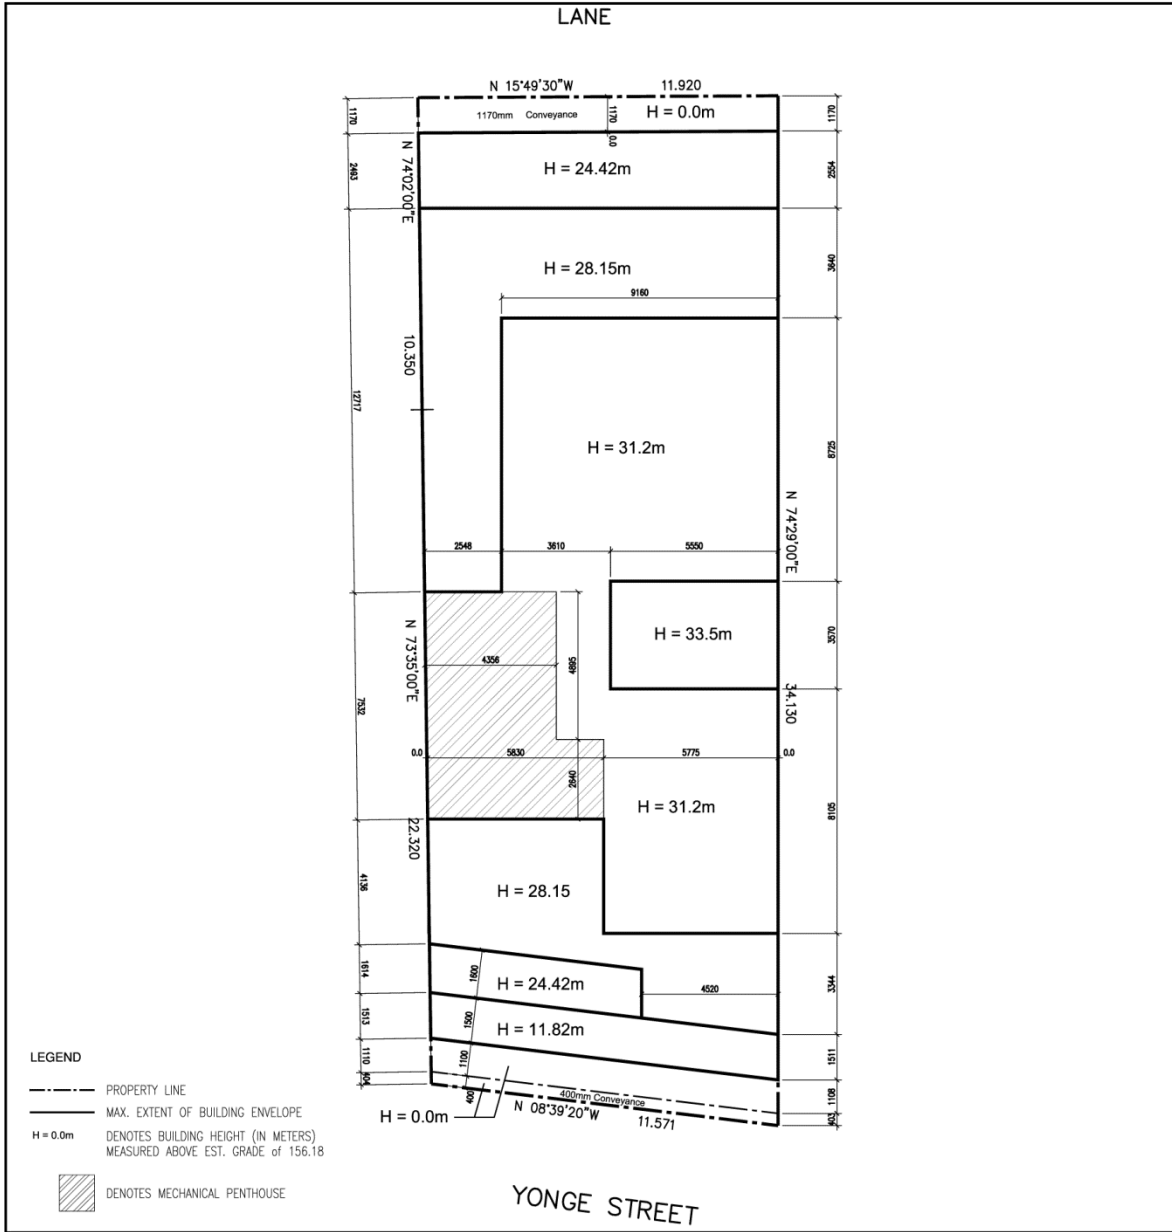 LANE
N 15°49'30"W 11.920
1170mm Conveyance
1170
0.0
H = 0.0m
1170
1170
N 74°02'00"E
2493
H = 24.42m
2554
H = 28.15m
3640
9160
10.350
12717
H = 31.2m
8725
N 74°29'00"E
2548
3610
5550
N 73°35'00"E
4356
4895
H = 33.5m
3570
34.130
7532
0.0
5830
5775
0.0
2640
H = 31.2m
8105
22.320
4136
H = 28.15
1614
1600
H = 24.42m
4520
3344
1513
1500
H = 11.82m
1511
1110
1100
1108
404
400
400mm Conveyance
403
H = 0.0m
N 08°39'20"W 11.571
LEGEND
PROPERTY LINE
MAX. EXTENT OF BUILDING ENVELOPE
H = 0.0m DENOTES BUILDING HEIGHT (IN METERS)
MEASURED ABOVE EST. GRADE of 156.18
DENOTES MECHANICAL PENTHOUSE
YONGE STREET